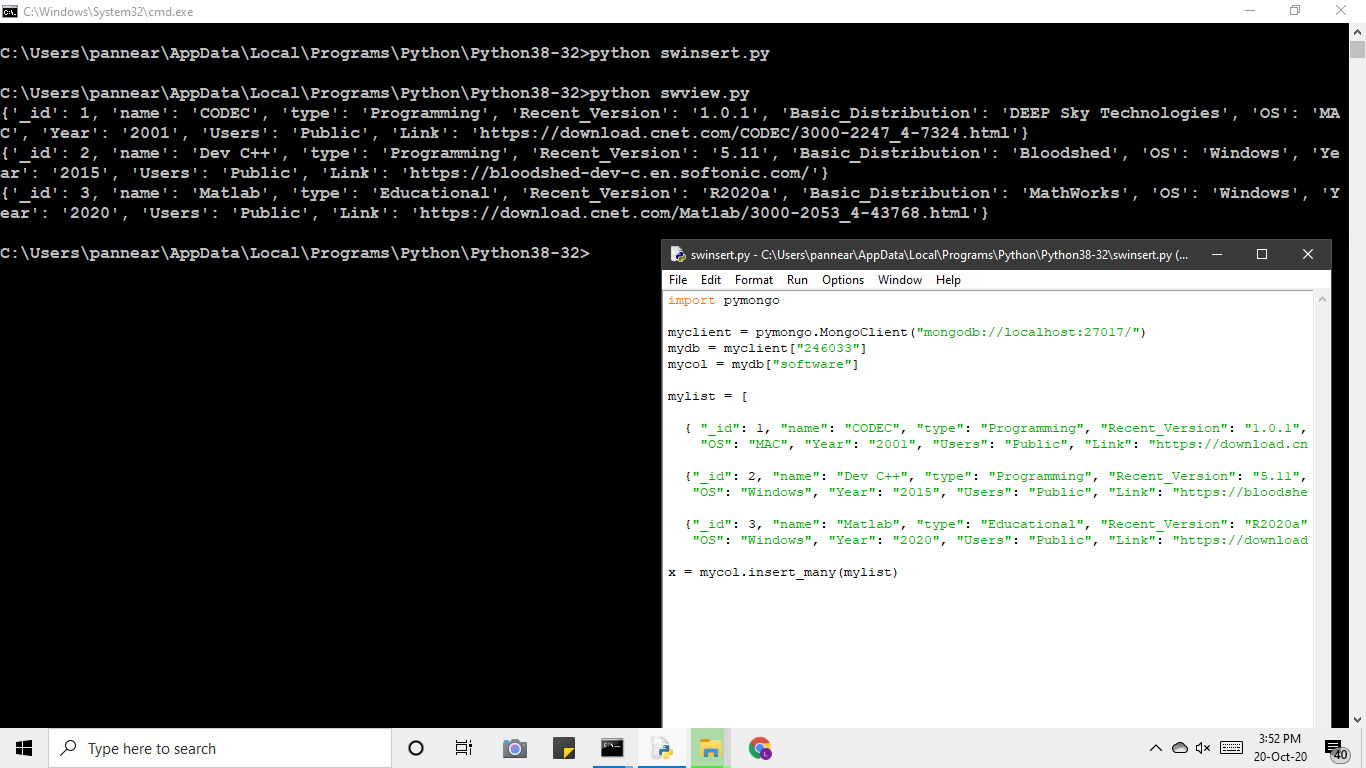 C:\Windows\System32\cmd.exe
C:\Users\pannear\AppData\Local\Programs\Python\Python38-32>python swinsert.py
C:\Users\pannear\AppData\Local\Programs\Python\Python38-32>python swview.py
{'_id': 1, 'name': 'CODEC', 'type': 'Programming', 'Recent_Version': '1.0.1', 'Basic_Distribution': 'DEEP Sky Technologies', 'OS': 'MA
C', 'Year': '2001', 'Users': 'Public', 'Link': 'https://download.cnet.com/CODEC/3000-2247_4-7324.html'}
{'_id': 2, 'name': 'Dev C++', 'type': 'Programming', 'Recent_Version': '5.11', 'Basic_Distribution': 'Bloodshed', 'OS': 'Windows', 'Ye
ar': '2015', 'Users': 'Public', 'Link': 'https://bloodshed-dev-c.en.softonic.com/'}
{'_id': 3, 'name': 'Matlab', 'type': 'Educational', 'Recent_Version': 'R2020a', 'Basic_Distribution': 'MathWorks', 'OS': 'Windows', 'Y
ear': '2020', 'Users': 'Public', 'Link': 'https://download.cnet.com/Matlab/3000-2053_4-43768.html'}
C:\Users\pannear\AppData\Local\Programs\Python\Python38-32>
swinsert.py - C:\Users\pannear\AppData\Local\Programs\Python\Python38-32\swinsert.py (...
File Edit Format Run Options Window Help
import pymongo
myclient = pymongo.MongoClient("mongodb://localhost:27017/")
mydb = myclient["246033"]
mycol = mydb["software"]
mylist = [
{ "_id": 1, "name": "CODEC", "type": "Programming", "Recent_Version": "1.0.1",
"OS": "MAC", "Year": "2001", "Users": "Public", "Link": "https://download.cn
{"_id": 2, "name": "Dev C++", "type": "Programming", "Recent_Version": "5.11",
"OS": "Windows", "Year": "2015", "Users": "Public", "Link": "https://bloodshe
{"_id": 3, "name": "Matlab", "type": "Educational", "Recent_Version": "R2020a"
"OS": "Windows", "Year": "2020", "Users": "Public", "Link": "https://download
x = mycol.insert_many(mylist)
Type here to search
3:52 PM
20-Oct-20
40